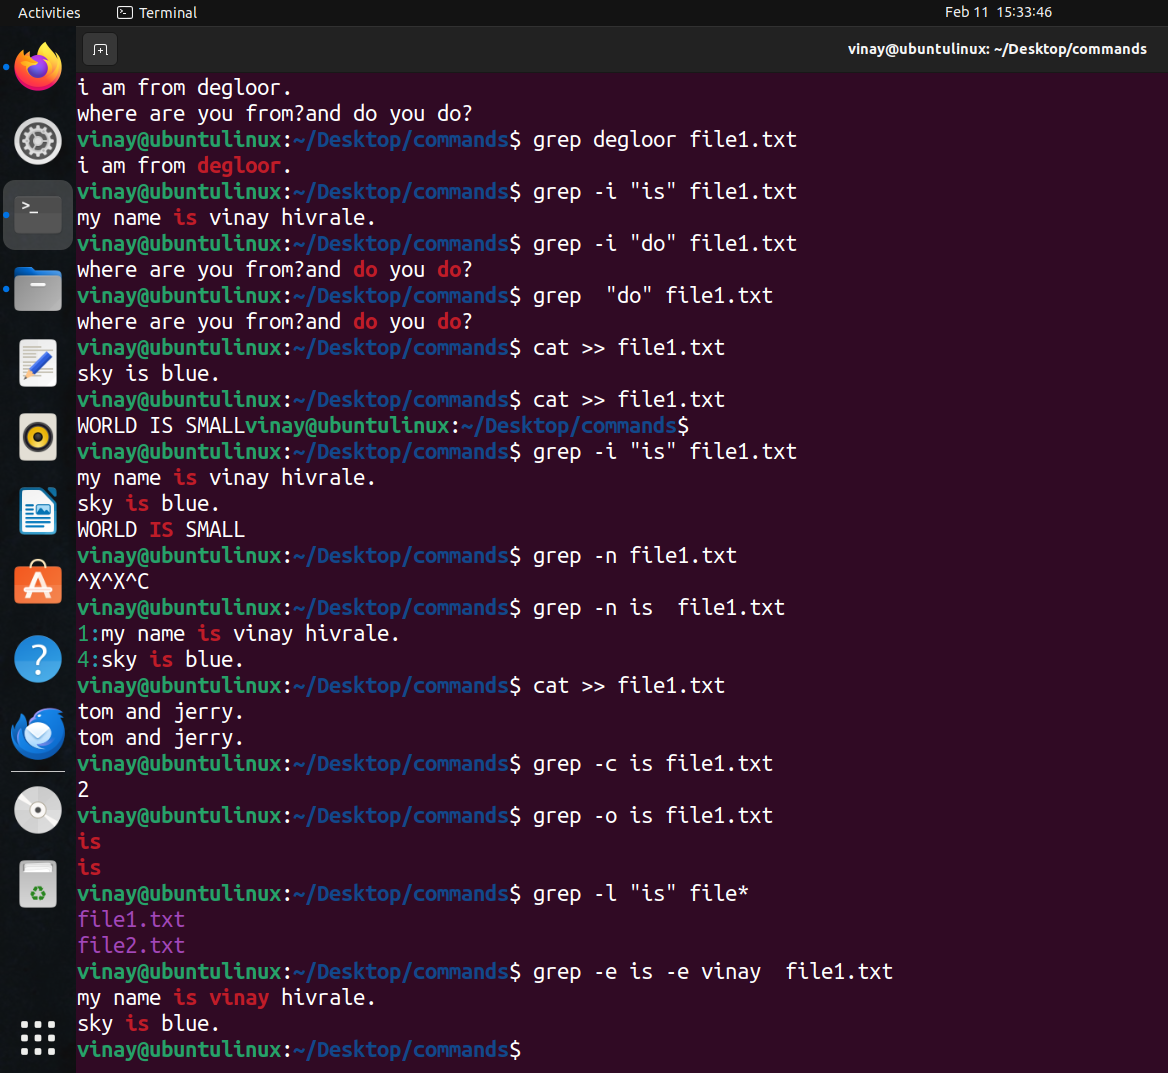 Activities Terminal Feb 11 15:33:46
vinay@ubuntulinux: ~/Desktop/commands
i am from degloor.
where are you from?and do you do?
vinay@ubuntulinux:~/Desktop/commands$ grep degloor file1.txt
i am from degloor.
vinay@ubuntulinux:~/Desktop/commands$ grep -i "is" file1.txt
my name is vinay hivrale.
vinay@ubuntulinux:~/Desktop/commands$ grep -i "do" file1.txt
where are you from?and do you do?
vinay@ubuntulinux:~/Desktop/commands$ grep  "do" file1.txt
where are you from?and do you do?
vinay@ubuntulinux:~/Desktop/commands$ cat >> file1.txt
sky is blue.
vinay@ubuntulinux:~/Desktop/commands$ cat >> file1.txt
WORLD IS SMALLvinay@ubuntulinux:~/Desktop/commands$
vinay@ubuntulinux:~/Desktop/commands$ grep -i "is" file1.txt
my name is vinay hivrale.
sky is blue.
WORLD IS SMALL
vinay@ubuntulinux:~/Desktop/commands$ grep -n file1.txt
^X^X^C
vinay@ubuntulinux:~/Desktop/commands$ grep -n is  file1.txt
1:my name is vinay hivrale.
4:sky is blue.
vinay@ubuntulinux:~/Desktop/commands$ cat >> file1.txt
tom and jerry.
tom and jerry.
vinay@ubuntulinux:~/Desktop/commands$ grep -c is file1.txt
2
vinay@ubuntulinux:~/Desktop/commands$ grep -o is file1.txt
is
is
vinay@ubuntulinux:~/Desktop/commands$ grep -l "is" file*
file1.txt
file2.txt
vinay@ubuntulinux:~/Desktop/commands$ grep -e is -e vinay  file1.txt
my name is vinay hivrale.
sky is blue.
vinay@ubuntulinux:~/Desktop/commands$